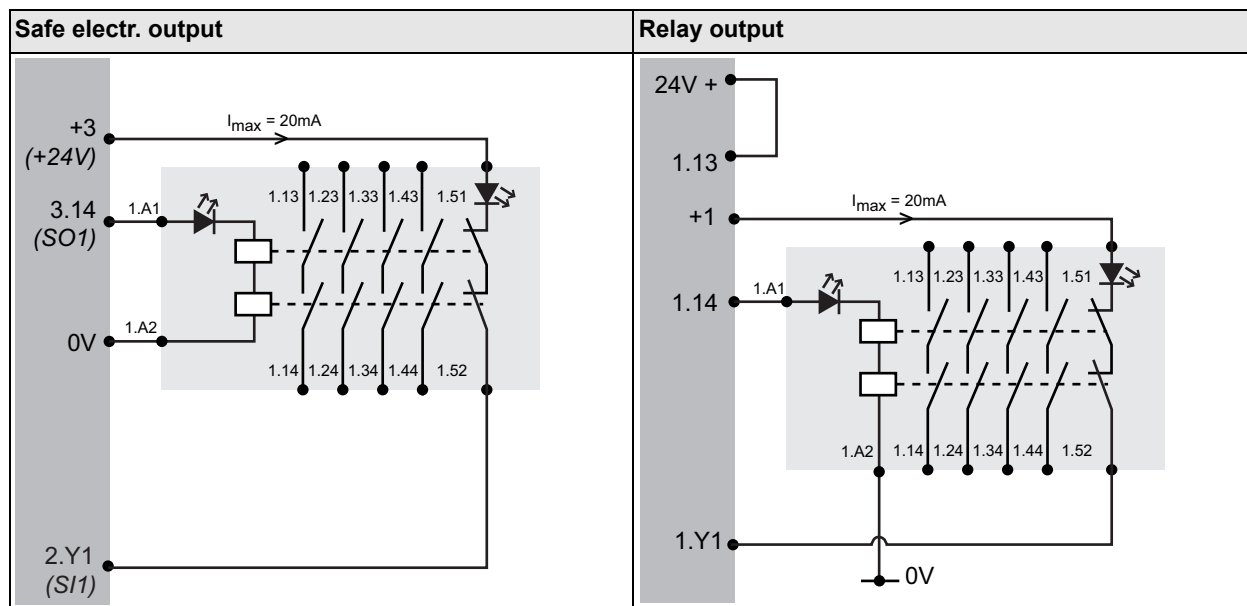 Safe electr. output
Relay output
+3
(+24V)
I max = 20mA
3.14
(SO1)
1.A1
1.13 1.23 1.33 1.43 1.51
0V
1.A2
1.14 1.24 1.34 1.44 1.52
2.Y1
(SI1)
24V +
1.13
+1
I max = 20mA
1.13 1.23 1.33 1.43 1.51
1.14
1.A1
1.A2
1.14 1.24 1.34 1.44 1.52
1.Y1
0V